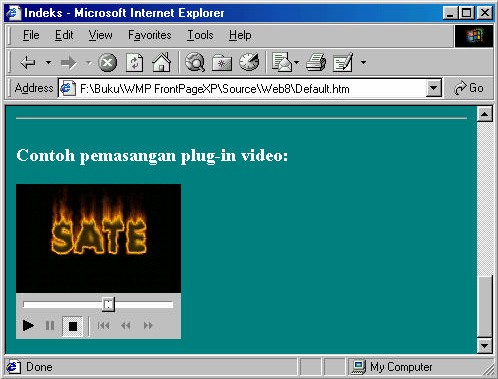 Indeks - Microsoft Internet Explorer
File Edit View Favorites Tools Help
Address F:\Buku\WMP FrontPageXP\Source\Web8\Default.htm Go
Contoh pemasangan plug-in video:
SATE
Done My Computer